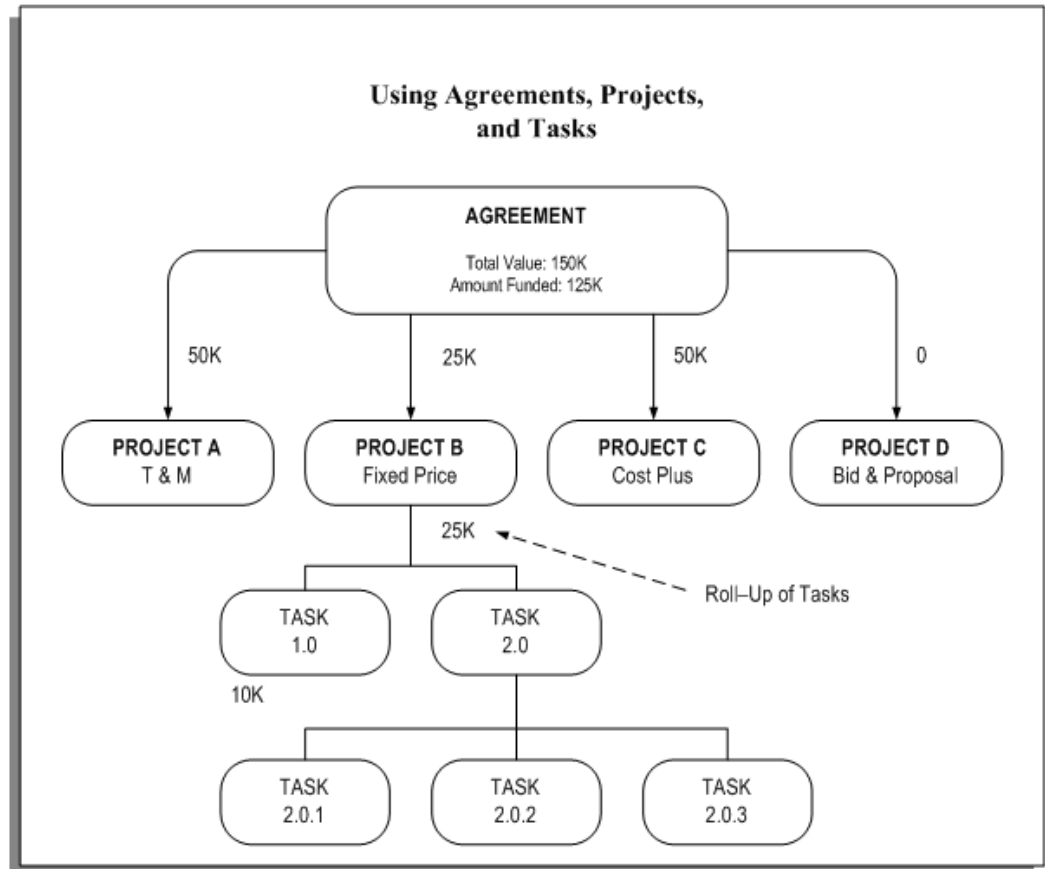 Using Agreements, Projects,
and Tasks
AGREEMENT
Total Value: 150K
Amount Funded: 125K
50K
25K
50K
0
PROJECT A
T & M
PROJECT B
Fixed Price
PROJECT C
Cost Plus
PROJECT D
Bid & Proposal
25K
Roll–Up of Tasks
TASK
1.0
TASK
2.0
10K
TASK
2.0.1
TASK
2.0.2
TASK
2.0.3